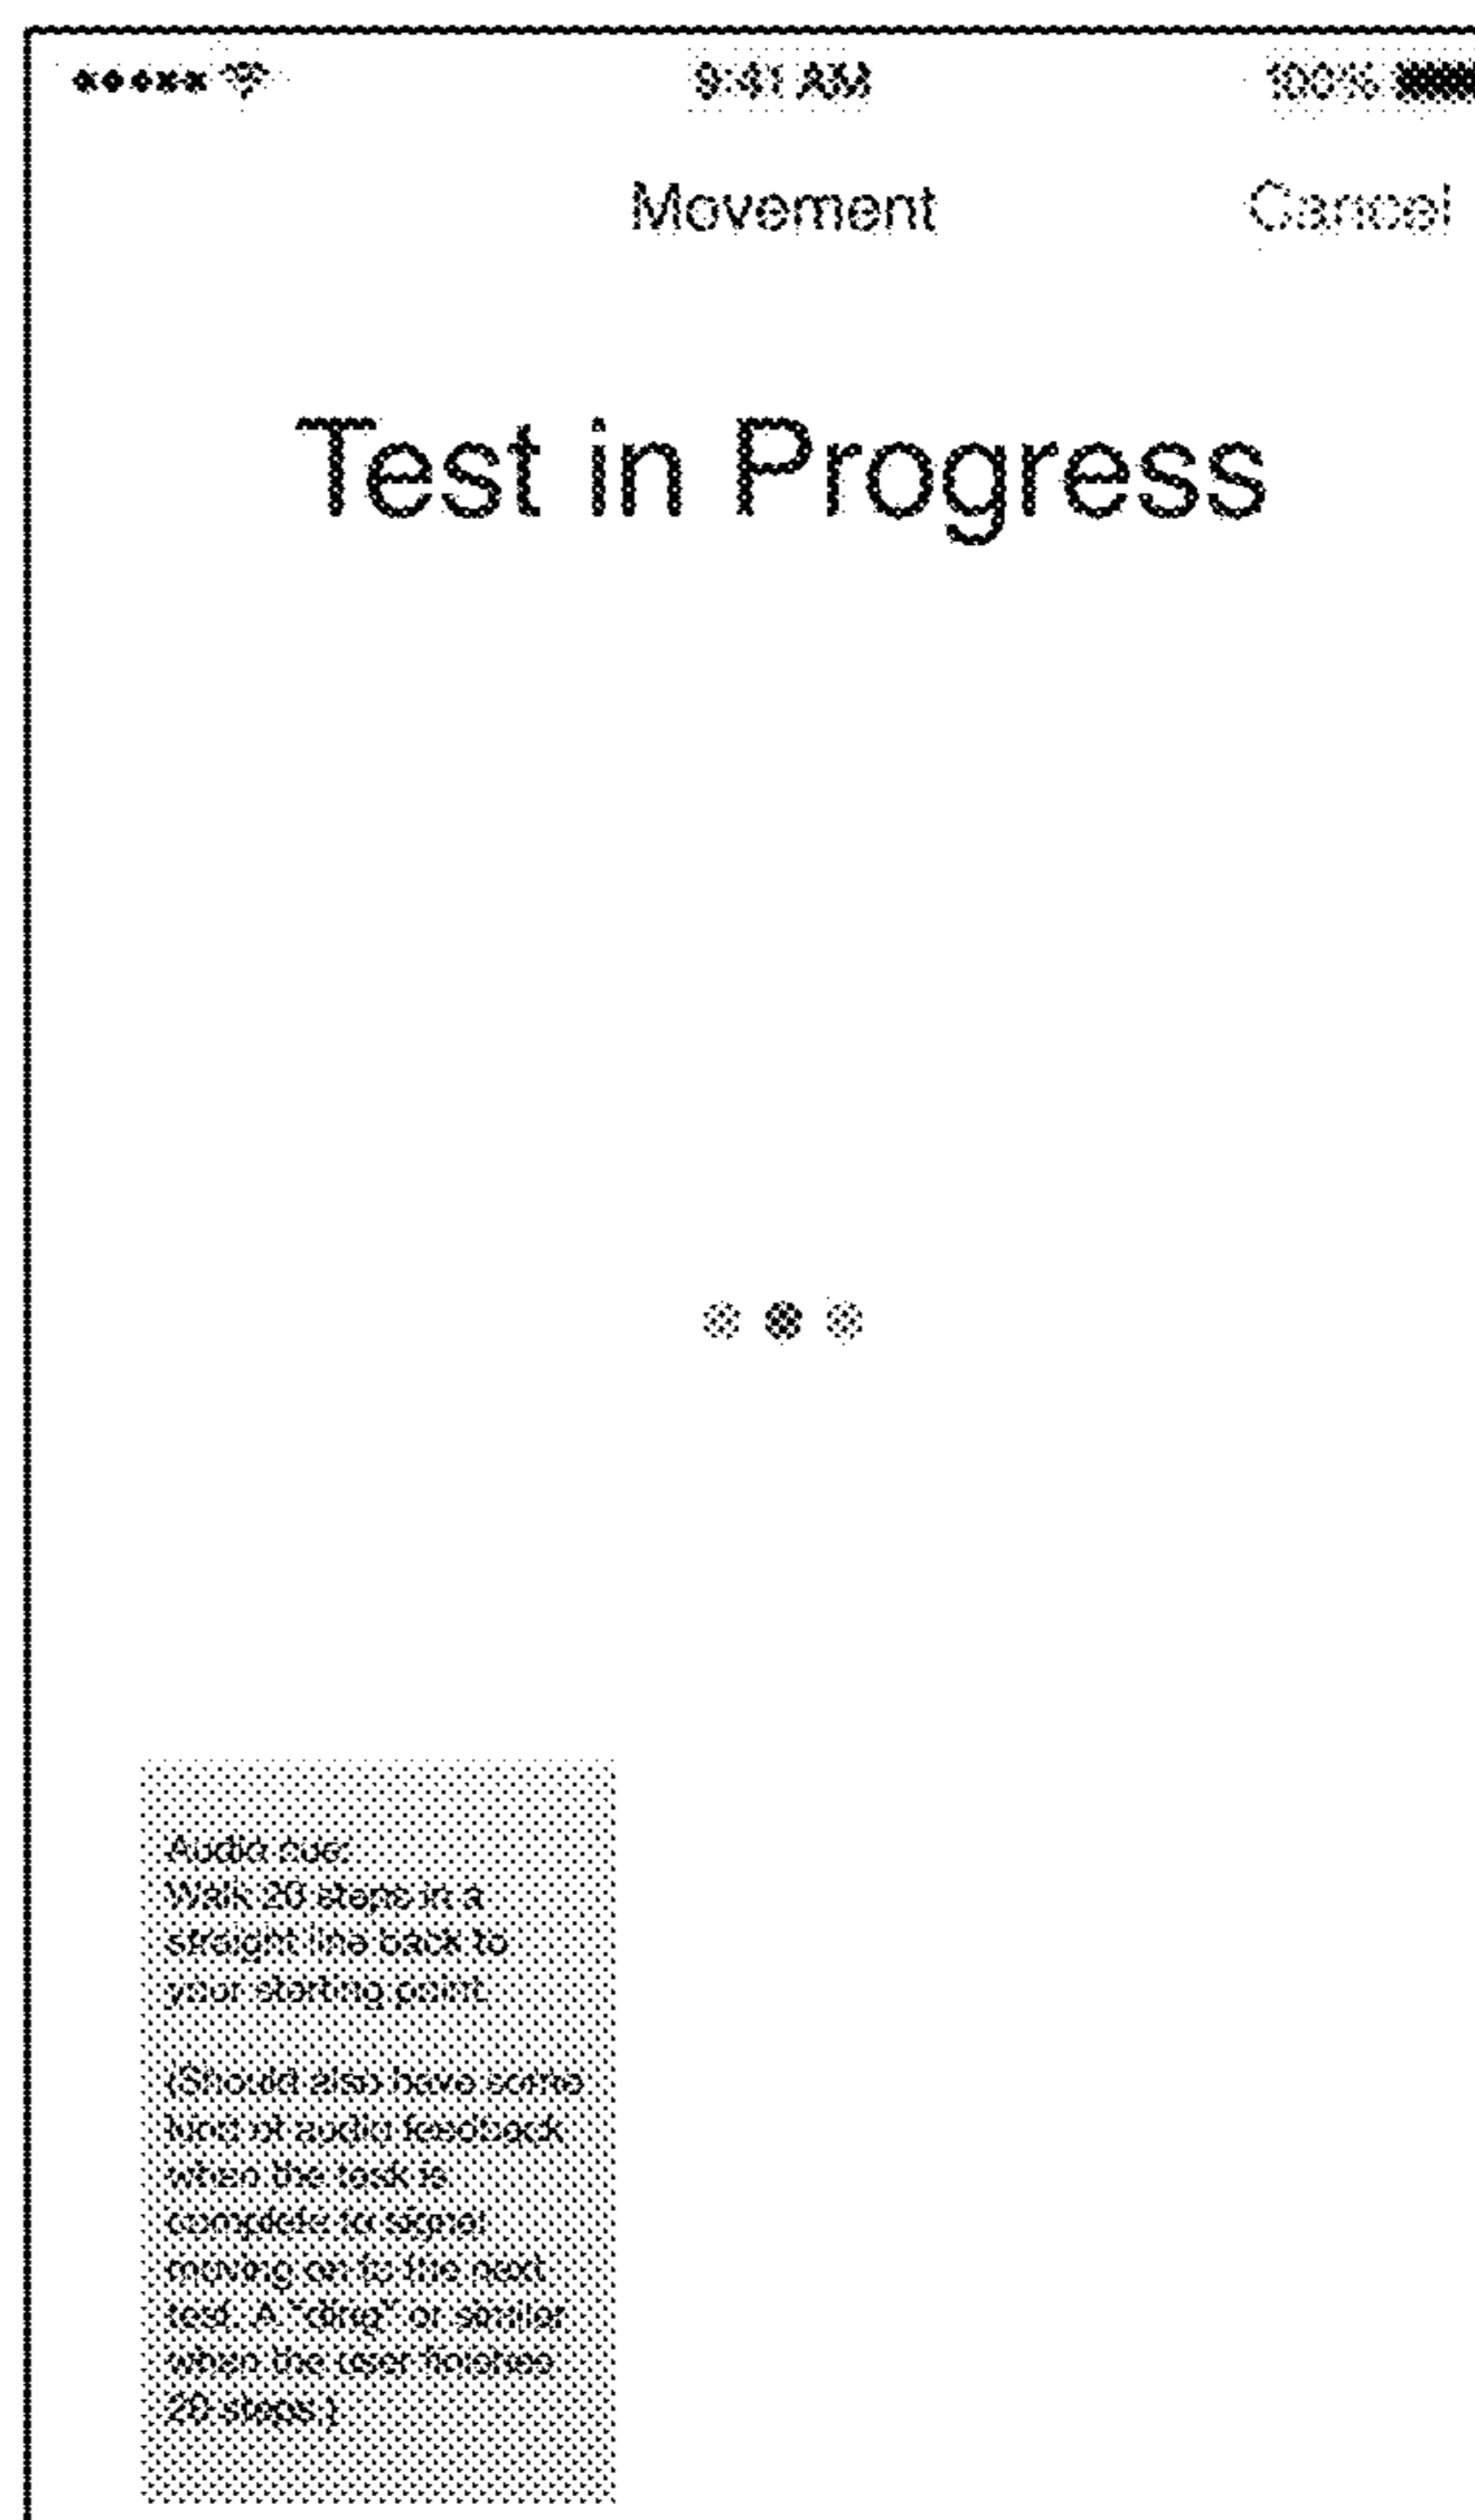 9:41 AM 100%
Movement Cancel
Test in Progress
Audio cue:
Walk 20 steps in a
straight line back to
your starting point.
(Should also have some
kind of audio feedback
when the task is
complete to signal
moving on to the next
test. A "ding" or similar
when the user finishes
20 steps.)